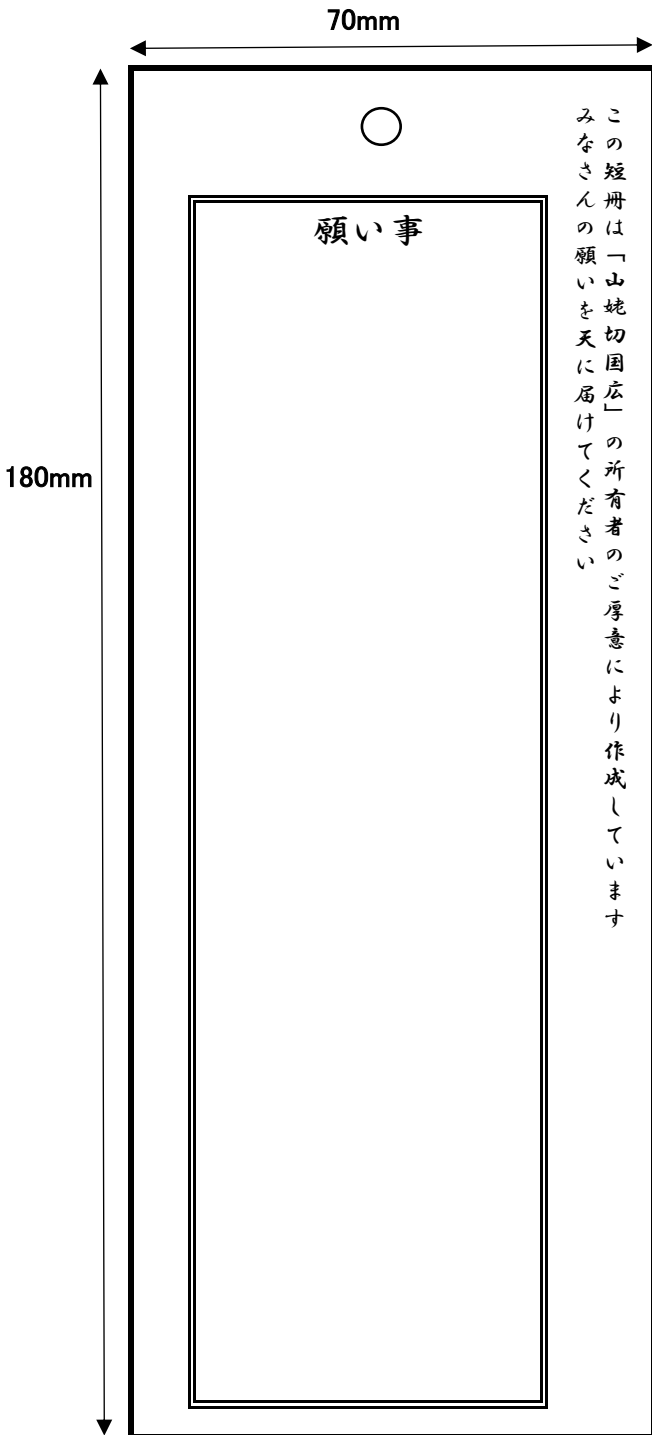 70mm
180mm
願い事
この短冊は「山姥切国広」の所有者のご厚意により作成しています
みなさんの願いを天に届けてください